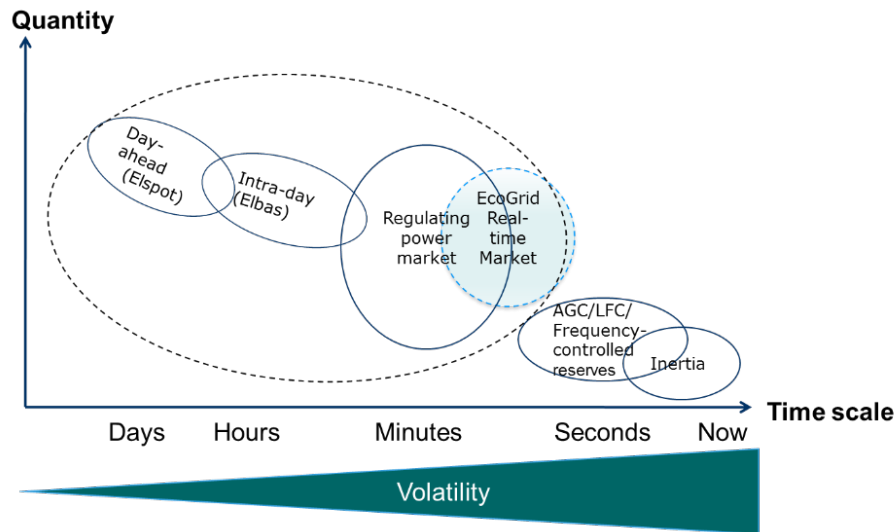 Quantity
Day-
ahead
(Elspot)
Intra-day
(Elbas)
Regulating
power
market
EcoGrid
Real-
time
Market
AGC/LFC/
Frequency-
controlled
reserves
Inertia
Time scale
Days
Hours
Minutes
Seconds
Now
Volatility